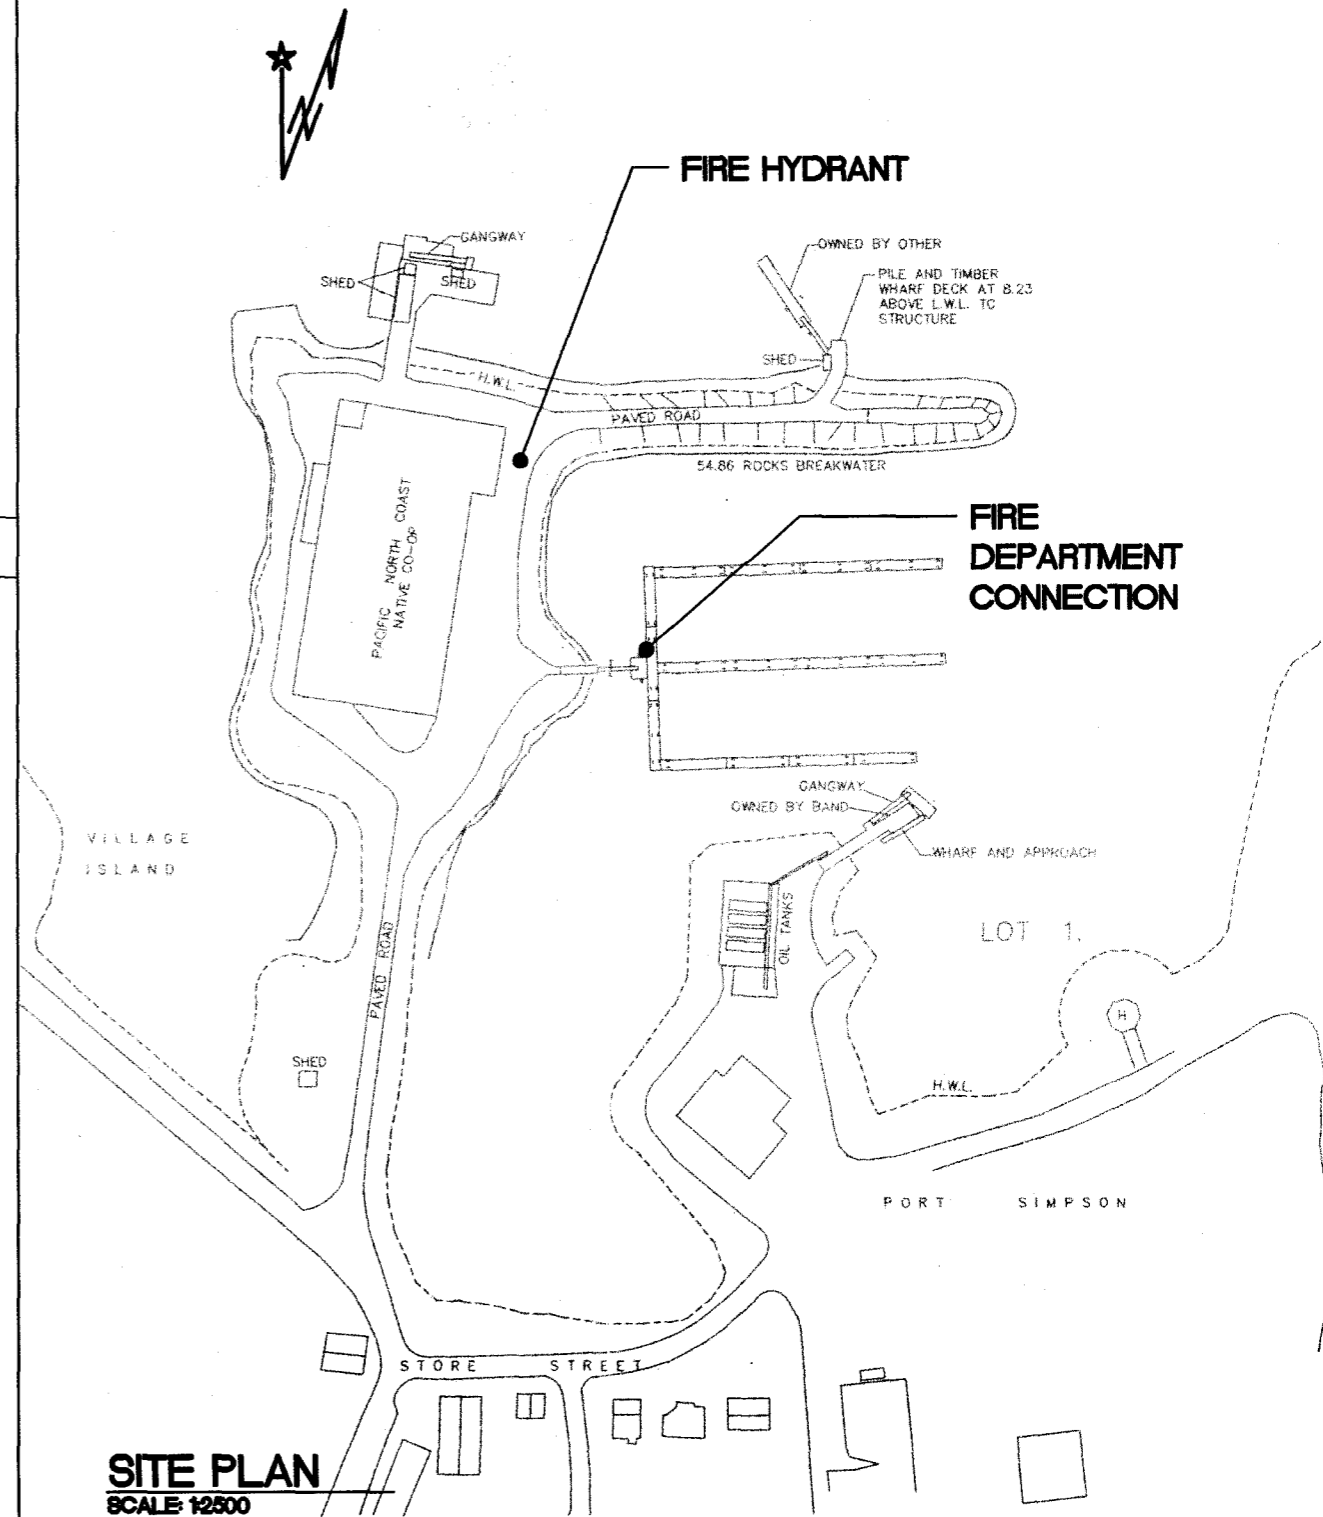 FIRE HYDRANT
GANGWAY
SHED
SHED
OWNED BY OTHER
PILE AND TIMBER
WHARF DECK AT 8.23
ABOVE L.W.L. TO
STRUCTURE
SHED
H.W.L.
PAVED ROAD
54.86 ROCKS BREAKWATER
PACIFIC NORTH COAST
NATIVE CO-OP
FIRE
DEPARTMENT
CONNECTION
GANGWAY
OWNED BY BAND
WHARF AND APPROACH
VILLAGE
ISLAND
OIL TANKS
LOT 1.
PAVED ROAD
H
SHED
H.W.L.
PORT SIMPSON
STORE STREET
SITE PLAN
SCALE: 1:2500